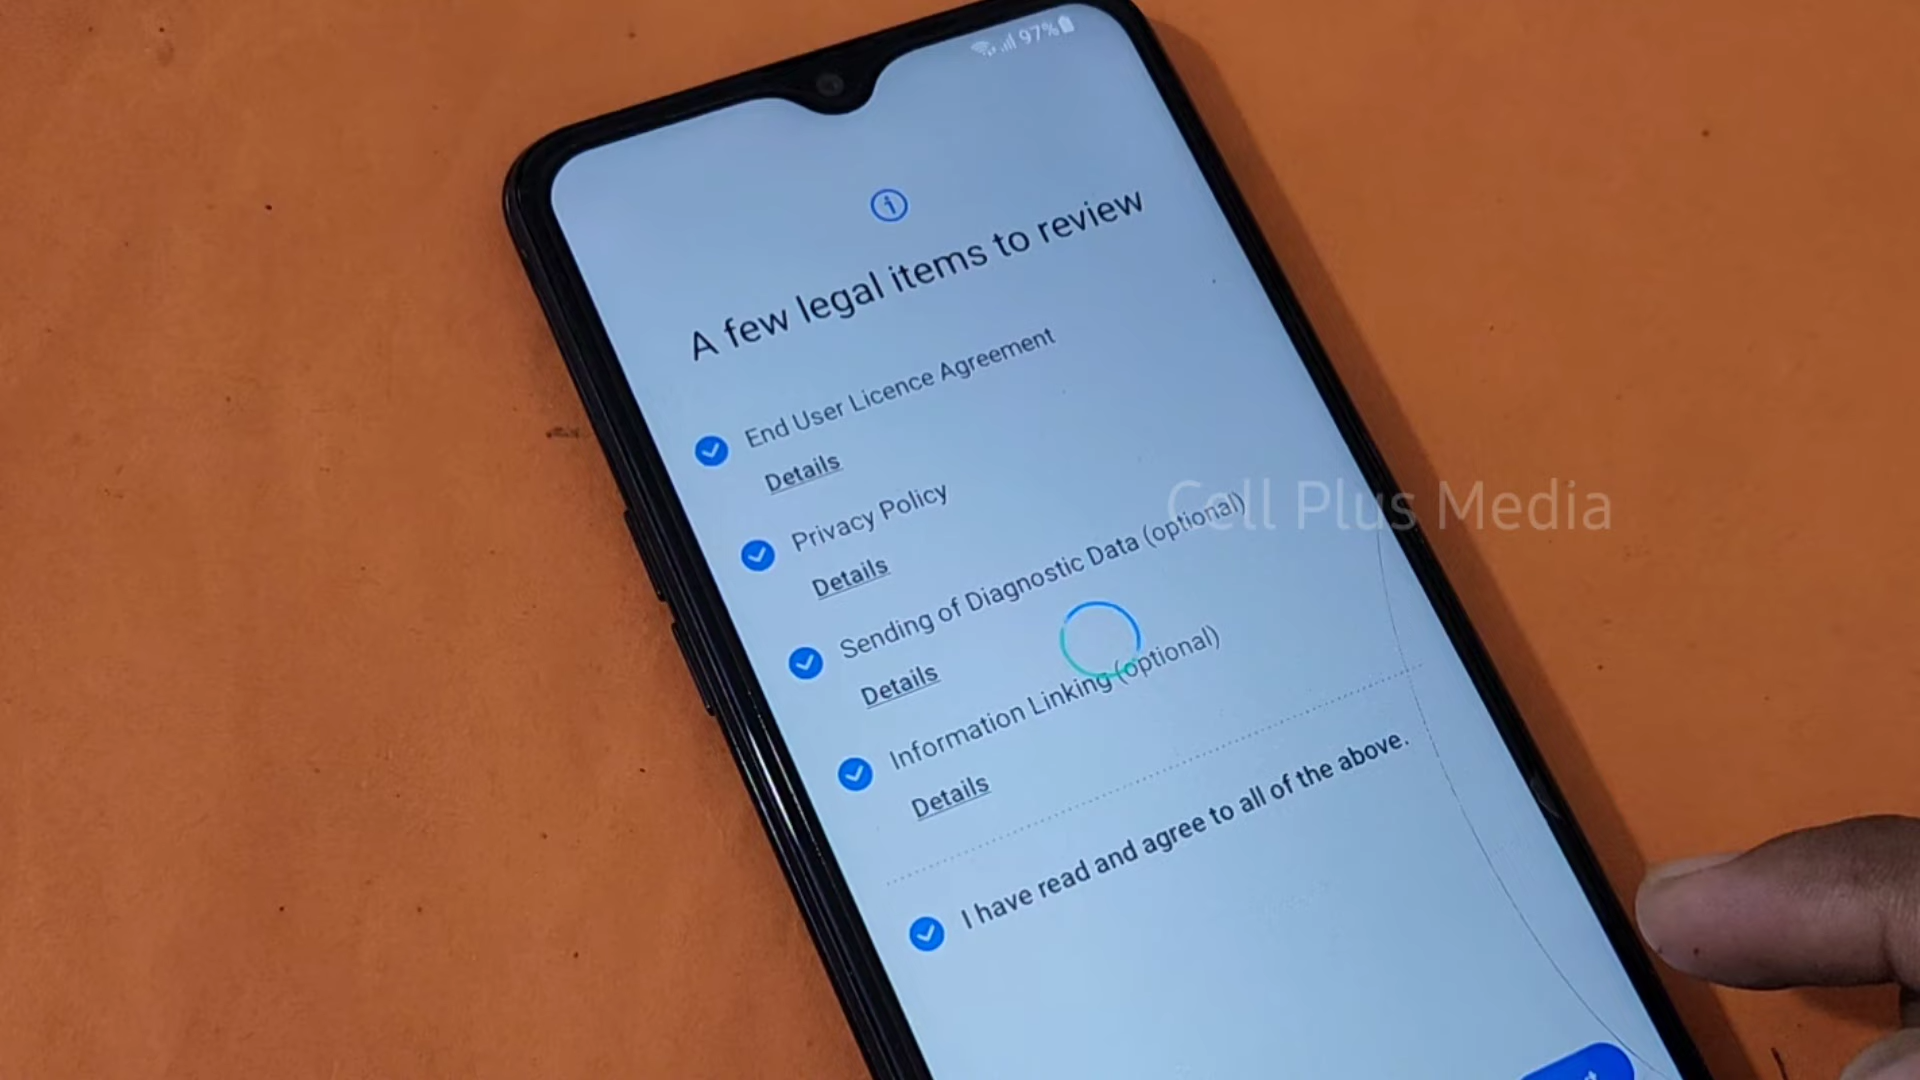 97%
A few legal items to review
End User Licence Agreement
Details
Privacy Policy
Details
Sending of Diagnostic Data (optional)
Details
Information Linking (optional)
Details
I have read and agree to all of the above.
Cell Plus Media